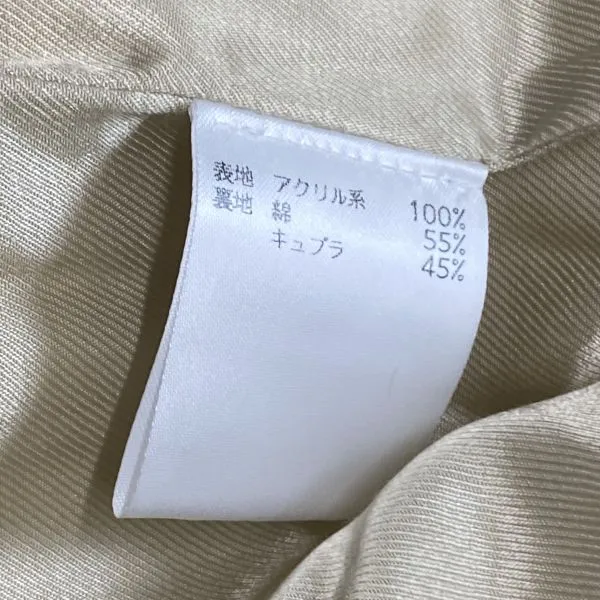 表地 アクリル系 100%
裏地 綿 55%
キュプラ 45%